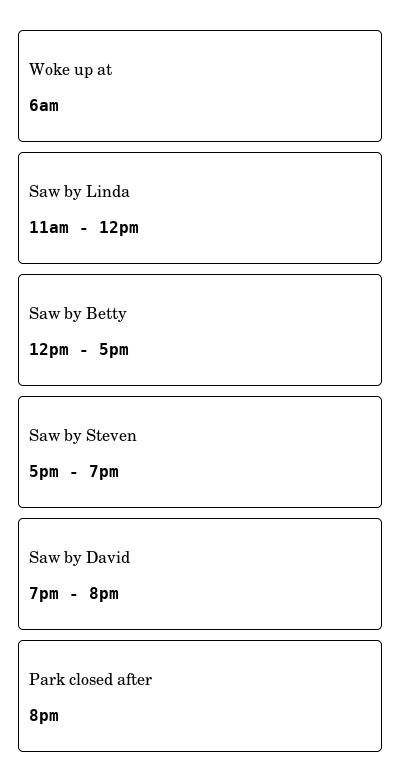 Woke up at
6am
Saw by Linda
11am - 12pm
Saw by Betty
12pm - 5pm
Saw by Steven
5pm - 7pm
Saw by David
7pm - 8pm
Park closed after
8pm